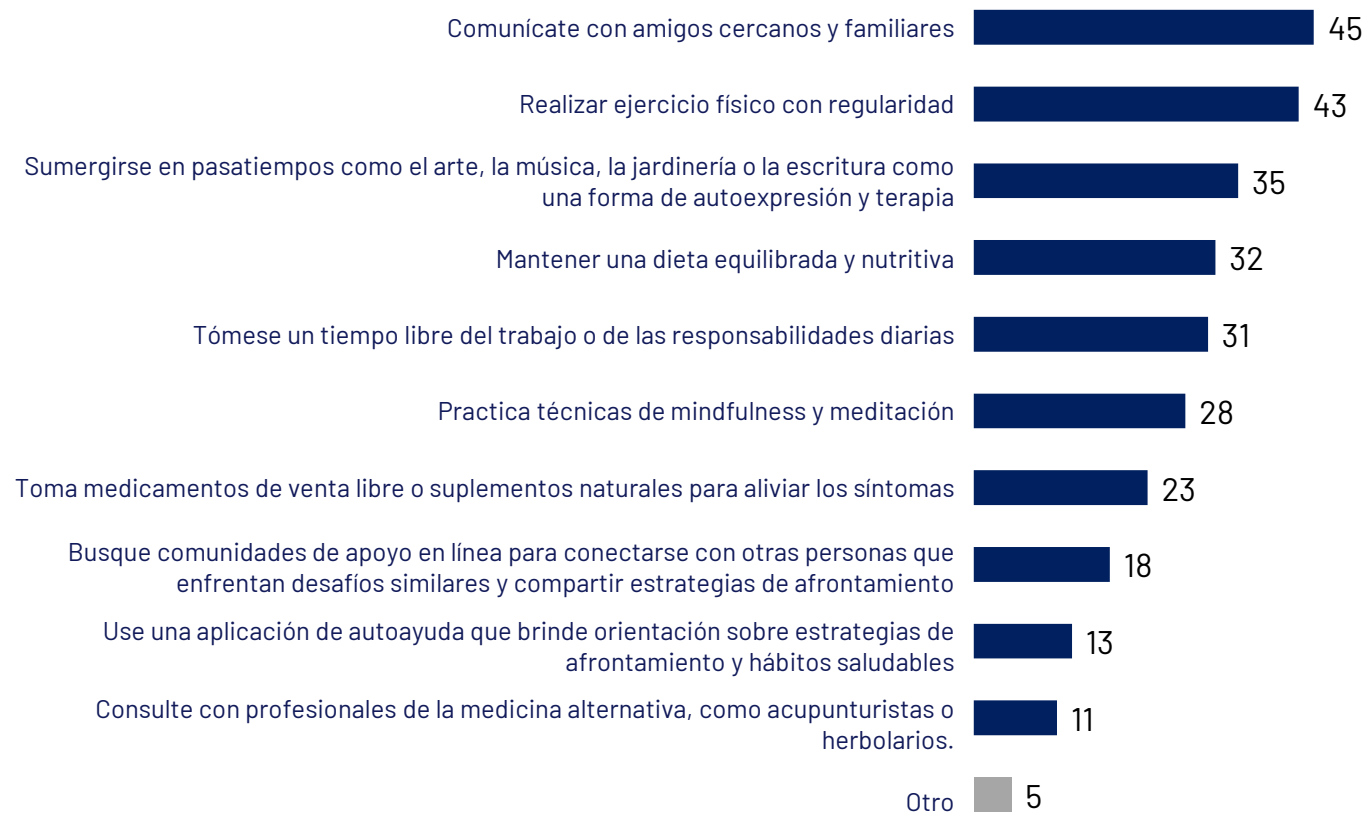 Comunícate con amigos cercanos y familiares 45
Realizar ejercicio físico con regularidad 43
Sumergirse en pasatiempos como el arte, la música, la jardinería o la escritura como
una forma de autoexpresión y terapia 35
Mantener una dieta equilibrada y nutritiva 32
Tómese un tiempo libre del trabajo o de las responsabilidades diarias 31
Practica técnicas de mindfulness y meditación 28
Toma medicamentos de venta libre o suplementos naturales para aliviar los síntomas 23
Busque comunidades de apoyo en línea para conectarse con otras personas que
enfrentan desafíos similares y compartir estrategias de afrontamiento 18
Use una aplicación de autoayuda que brinde orientación sobre estrategias de
afrontamiento y hábitos saludables 13
Consulte con profesionales de la medicina alternativa, como acupunturistas o
herbolarios. 11
Otro 5